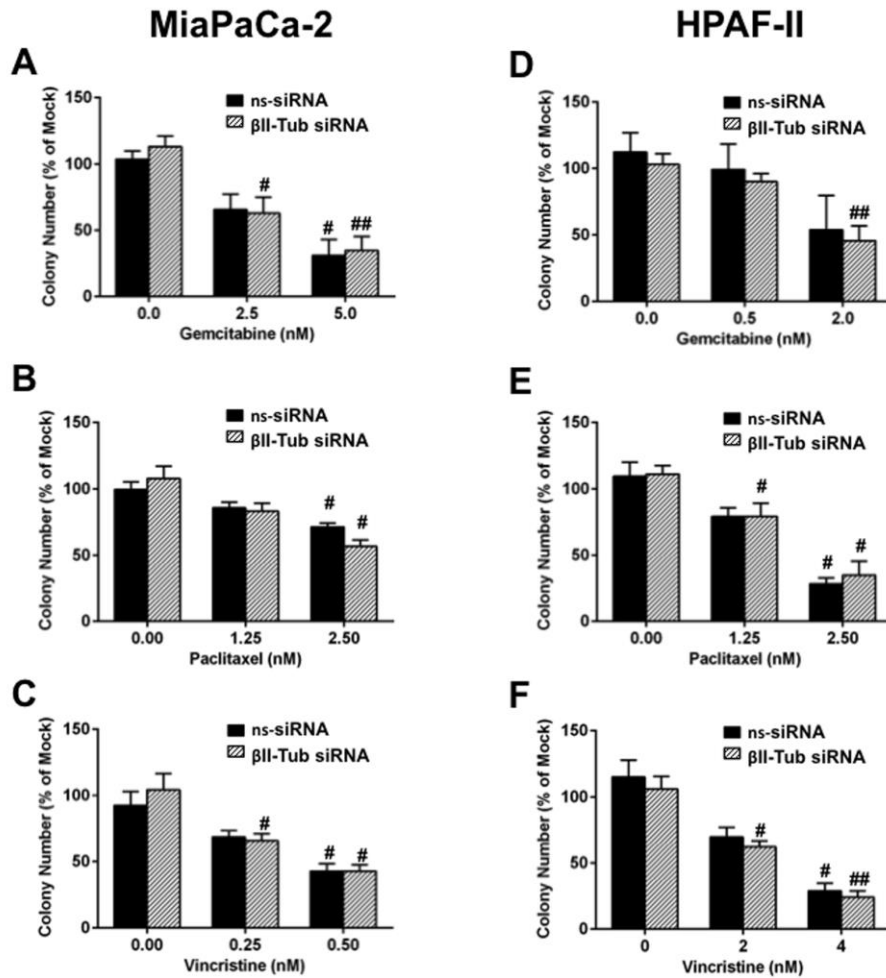 MiaPaCa-2
HPAF-II
A
ns-siRNA
βII-Tub siRNA
Colony Number (% of Mock)
150
100
50
0
#
#
##
0.0 2.5 5.0
Gemcitabine (nM)
D
ns-siRNA
βII-Tub siRNA
Colony Number (% of Mock)
150
100
50
0
##
0.0 0.5 2.0
Gemcitabine (nM)
B
ns-siRNA
βII-Tub siRNA
Colony Number (% of Mock)
150
100
50
0
#
#
0.00 1.25 2.50
Paclitaxel (nM)
E
ns-siRNA
βII-Tub siRNA
Colony Number (% of Mock)
150
100
50
0
#
#
#
0.00 1.25 2.50
Paclitaxel (nM)
C
ns-siRNA
βII-Tub siRNA
Colony Number (% of Mock)
150
100
50
0
#
#
#
0.00 0.25 0.50
Vincristine (nM)
F
ns-siRNA
βII-Tub siRNA
Colony Number (% of Mock)
150
100
50
0
#
#
##
0 2 4
Vincristine (nM)